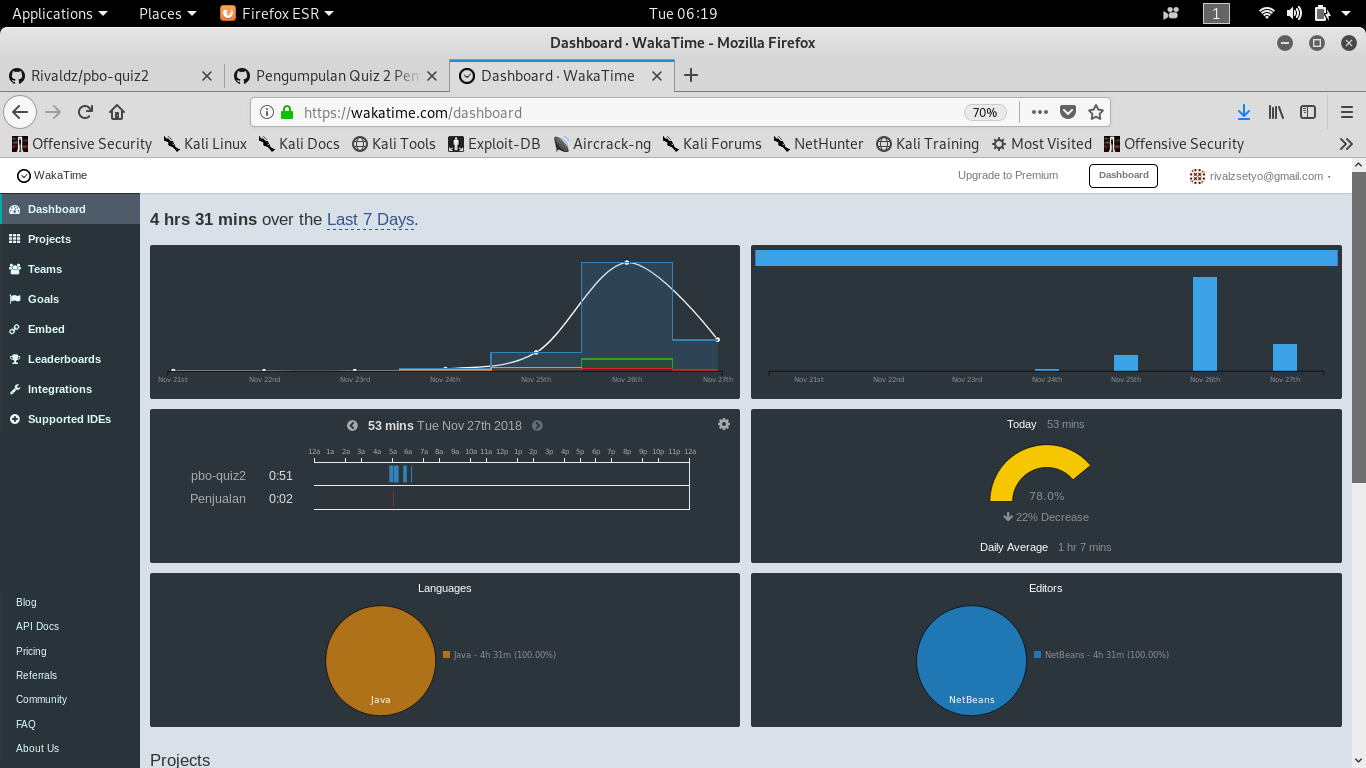 Applications Places Firefox ESR Tue 06:19 1
Dashboard · WakaTime - Mozilla Firefox
Rivaldz/pbo-quiz2 Pengumpulan Quiz 2 Pen Dashboard · WakaTime
https://wakatime.com/dashboard 70%
Offensive Security Kali Linux Kali Docs Kali Tools Exploit-DB Aircrack-ng Kali Forums NetHunter Kali Training Most Visited Offensive Security
WakaTime Upgrade to Premium Dashboard rivalzsetyo@gmail.com
Dashboard
Projects
Teams
Goals
Embed
Leaderboards
Integrations
Supported IDEs
Blog
API Docs
Pricing
Referrals
Community
FAQ
About Us
4 hrs 31 mins over the Last 7 Days.
Nov 21st Nov 22nd Nov 23rd Nov 24th Nov 25th Nov 26th Nov 27th
Nov 21st Nov 22nd Nov 23rd Nov 24th Nov 25th Nov 26th Nov 27th
53 mins Tue Nov 27th 2018
12a 1a 2a 3a 4a 5a 6a 7a 8a 9a 10a 11a 12p 1p 2p 3p 4p 5p 6p 7p 8p 9p 10p 11p 12a
pbo-quiz2 0:51
Penjualan 0:02
Today 53 mins
78.0%
22% Decrease
Daily Average 1 hr 7 mins
Languages
Java - 4h 31m (100.00%)
Java
Editors
NetBeans - 4h 31m (100.00%)
NetBeans
Projects